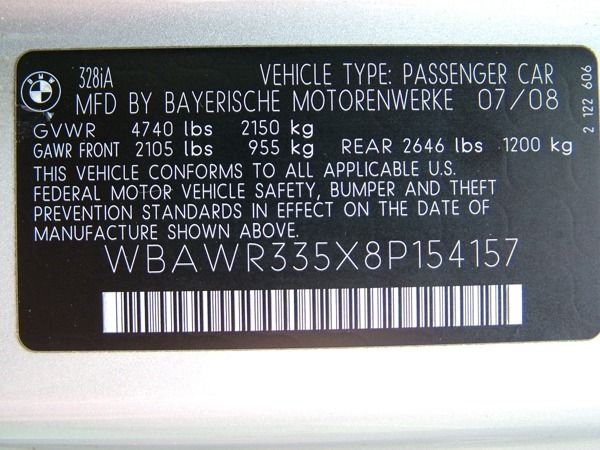 BMW
328iA VEHICLE TYPE: PASSENGER CAR
MFD BY BAYERISCHE MOTORENWERKE 07/08
GVWR 4740 lbs 2150 kg
GAWR FRONT 2105 lbs 955 kg REAR 2646 lbs 1200 kg
THIS VEHICLE CONFORMS TO ALL APPLICABLE U.S.
FEDERAL MOTOR VEHICLE SAFETY, BUMPER AND THEFT
PREVENTION STANDARDS IN EFFECT ON THE DATE OF
MANUFACTURE SHOWN ABOVE.
WBAWR335X8P154157
2 122 606